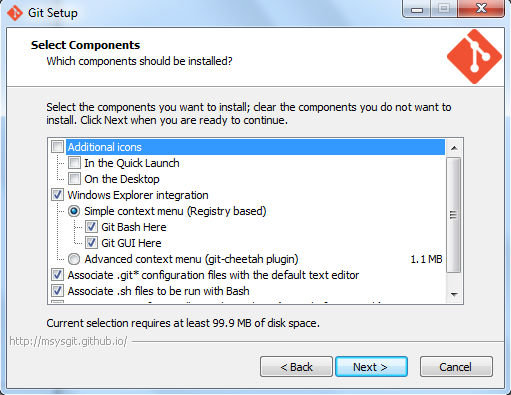 Git Setup
Select Components
Which components should be installed?
Select the components you want to install; clear the components you do not want to
install. Click Next when you are ready to continue.
Additional icons
In the Quick Launch
On the Desktop
Windows Explorer integration
Simple context menu (Registry based)
Git Bash Here
Git GUI Here
Advanced context menu (git-cheetah plugin) 1.1 MB
Associate .git* configuration files with the default text editor
Associate .sh files to be run with Bash
Current selection requires at least 99.9 MB of disk space.
http://msysgit.github.io/
< Back
Next >
Cancel